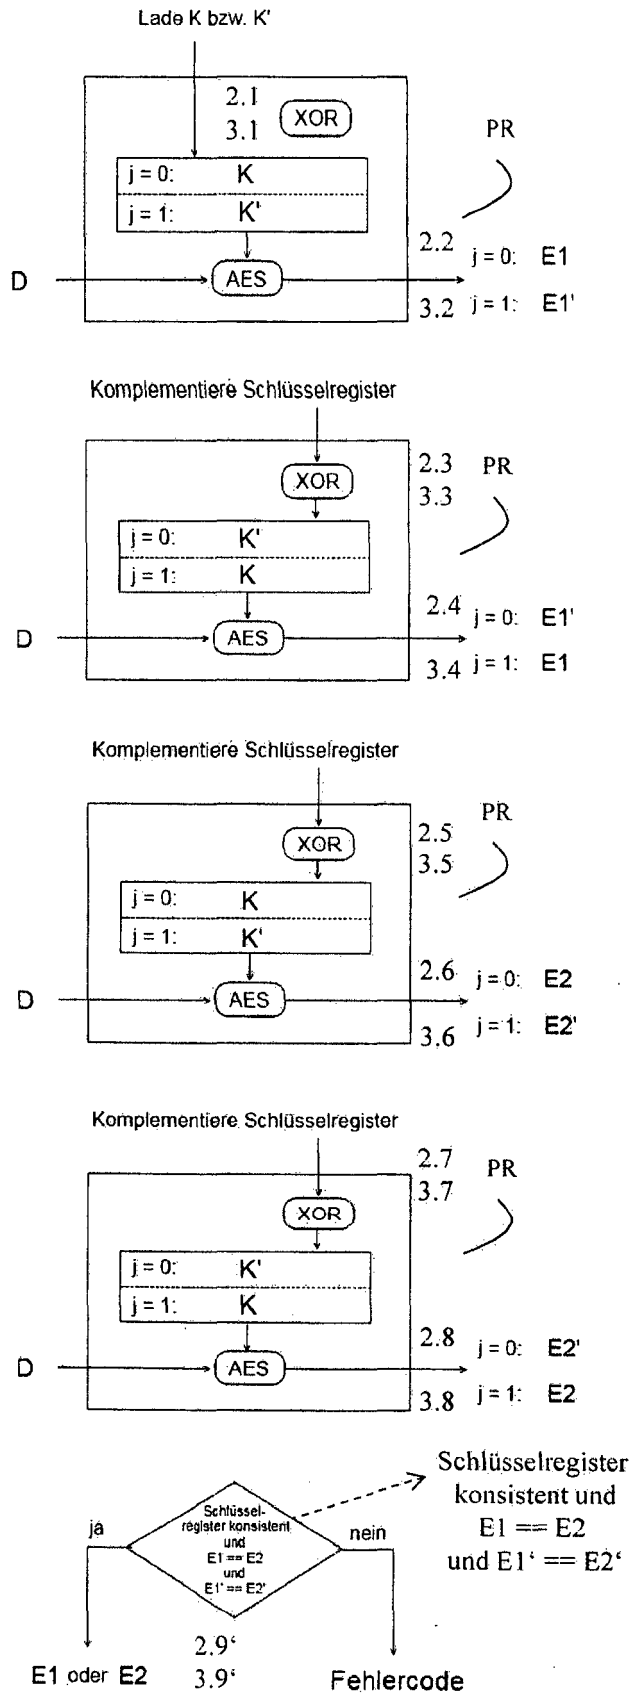 Lade K bzw. K'
2.1
3.1
XOR
PR
j = 0: K
j = 1: K'
D
AES
2.2 j = 0: E1
3.2 j = 1: E1'
Komplementiere Schlüsselregister
XOR
2.3
3.3
PR
j = 0: K'
j = 1: K
D
AES
2.4 j = 0: E1'
3.4 j = 1: E1
Komplementiere Schlüsselregister
XOR
2.5
3.5
PR
j = 0: K
j = 1: K‘
D
AES
2.6 j = 0: E2
3.6 j = 1: E2'
Komplementiere Schlüsselregister
XOR
2.7
3.7
PR
j = 0: K'
j = 1: K
D
AES
2.8 j = 0: E2'
3.8 j = 1: E2
ja
Schlüssel-
register konsistent
und
E1 == E2
und
E1' == E2'
nein
Schlüsselregister
konsistent und
E1 == E2
und E1‘ == E2‘
2.9‘
3.9‘
E1 oder E2
Fehlercode